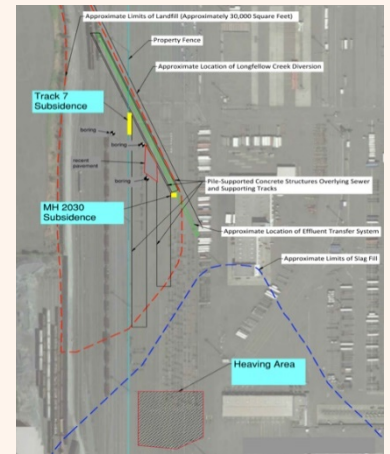 Approximate Limits of Landfill (Approximately 30,000 Square Feet)
Property Fence
Approximate Location of Longfellow Creek Diversion
Track 7
Subsidence
boring
boring
recent
pavement
boring
Pile-Supported Concrete Structures Overlying Sewer
and Supporting Tracks
MH 2030
Subsidence
Approximate Location of Effluent Transfer System
Approximate Limits of Slag Fill
Heaving Area